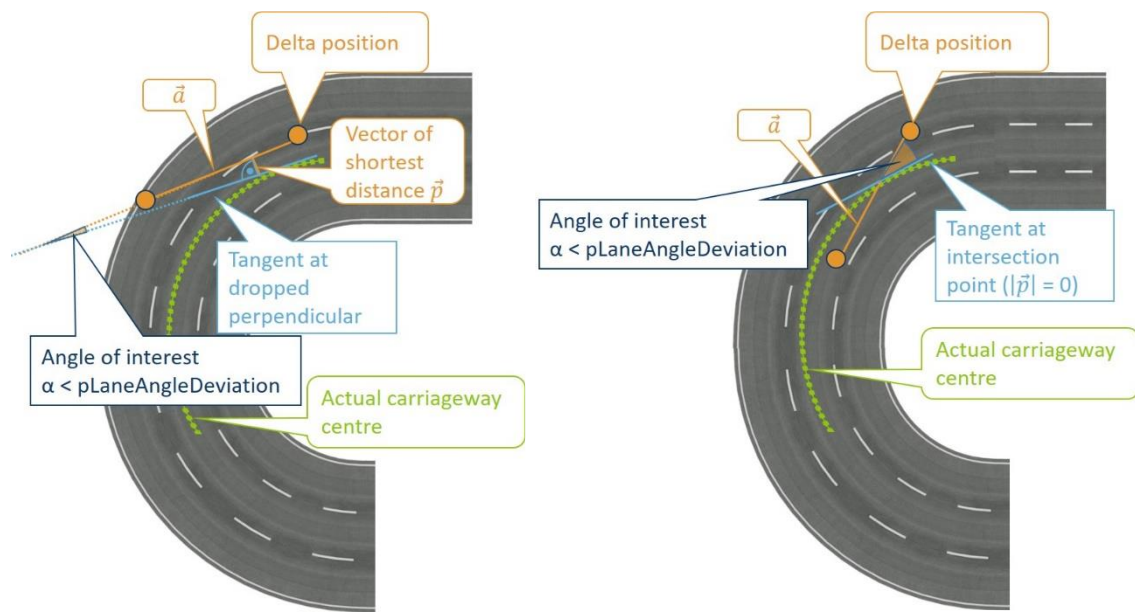 Delta position
a⃗
Vector of
shortest
distance p⃗
Tangent at
dropped
perpendicular
Angle of interest
α < pLaneAngleDeviation
Actual carriageway
centre
Delta position
a⃗
Angle of interest
α < pLaneAngleDeviation
Tangent at
intersection
point (|p⃗| = 0)
Actual carriageway
centre